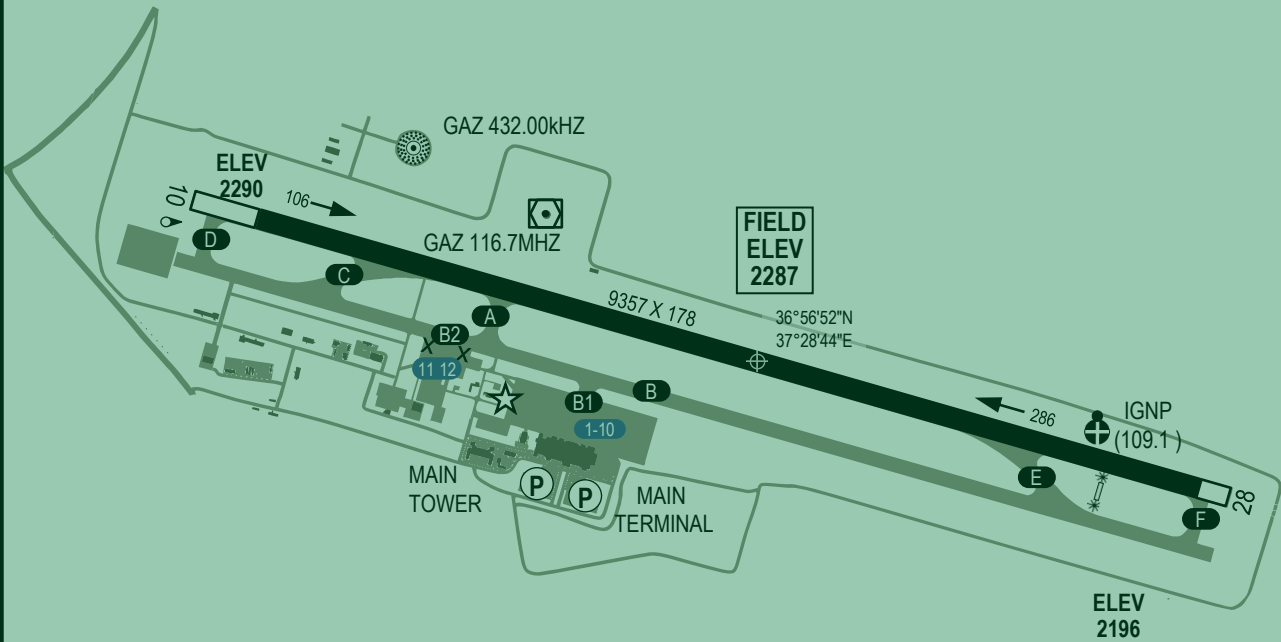 GAZ 432.00kHZ
ELEV
2290
10
106
D
GAZ 116.7MHZ
C
FIELD
ELEV
2287
9357 X 178
36°56'52"N
37°28'44"E
A
B2
X
X
11 12
B
B1
1-10
286
IGNP
(109.1 )
E
28
F
MAIN
TOWER
P
P
MAIN
TERMINAL
ELEV
2196